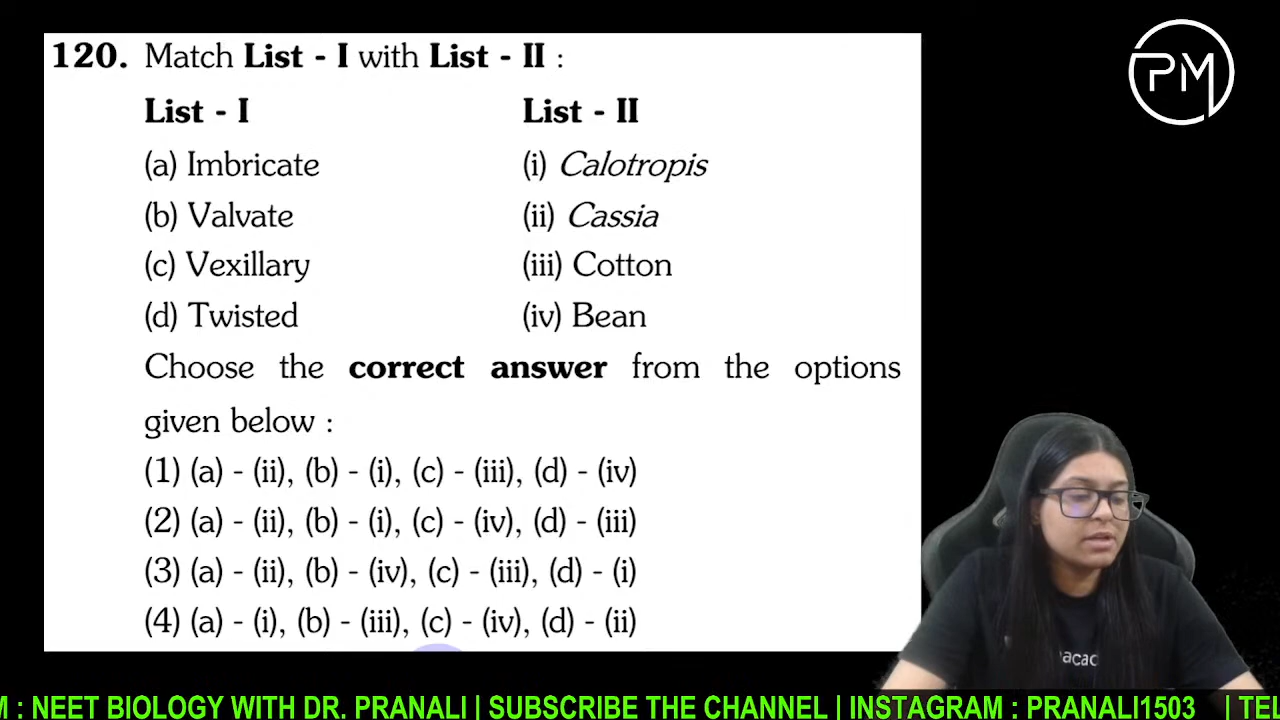 PM
120. Match List - I with List - II :
List - I List - II
(a) Imbricate (i) Calotropis
(b) Valvate (ii) Cassia
(c) Vexillary (iii) Cotton
(d) Twisted (iv) Bean
Choose the correct answer from the options
given below :
(1) (a) - (ii), (b) - (i), (c) - (iii), (d) - (iv)
(2) (a) - (ii), (b) - (i), (c) - (iv), (d) - (iii)
(3) (a) - (ii), (b) - (iv), (c) - (iii), (d) - (i)
(4) (a) - (i), (b) - (iii), (c) - (iv), (d) - (ii)
M : NEET BIOLOGY WITH DR. PRANALI | SUBSCRIBE THE CHANNEL | INSTAGRAM : PRANALI1503 | TEL